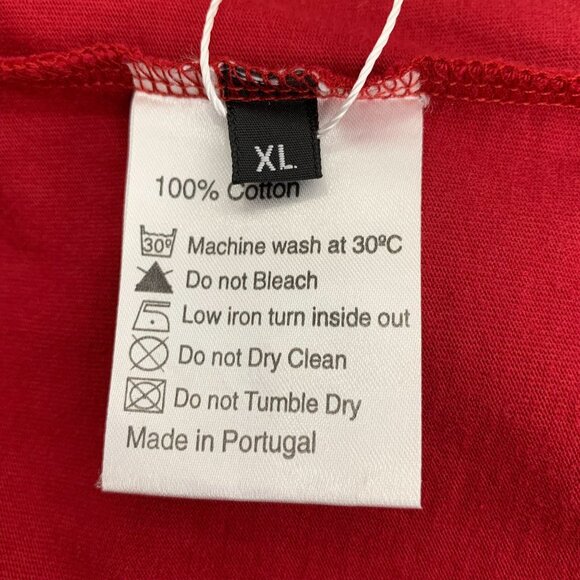 XL
100% Cotton
30º Machine wash at 30ºC
Do not Bleach
Low iron turn inside out
Do not Dry Clean
Do not Tumble Dry
Made in Portugal